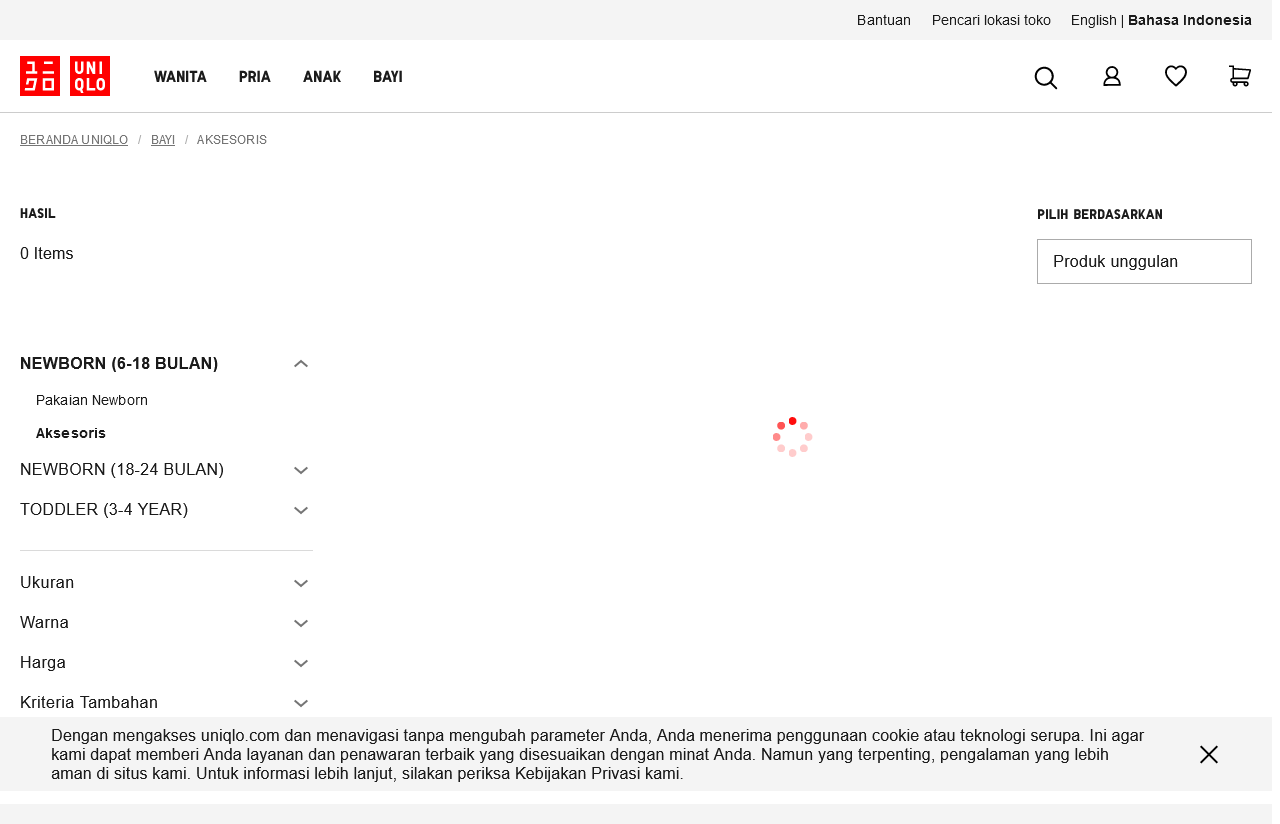 Bantuan Pencari lokasi toko English | Bahasa Indonesia
ユニ
クロ
UNI
QLO
WANITA PRIA ANAK BAYI
BERANDA UNIQLO / BAYI / AKSESORIS
HASIL
PILIH BERDASARKAN
0 Items
Produk unggulan
NEWBORN (6-18 BULAN)
Pakaian Newborn
Aksesoris
NEWBORN (18-24 BULAN)
TODDLER (3-4 YEAR)
Ukuran
Warna
Harga
Kriteria Tambahan
Dengan mengakses uniqlo.com dan menavigasi tanpa mengubah parameter Anda, Anda menerima penggunaan cookie atau teknologi serupa. Ini agar
kami dapat memberi Anda layanan dan penawaran terbaik yang disesuaikan dengan minat Anda. Namun yang terpenting, pengalaman yang lebih
aman di situs kami. Untuk informasi lebih lanjut, silakan periksa Kebijakan Privasi kami.